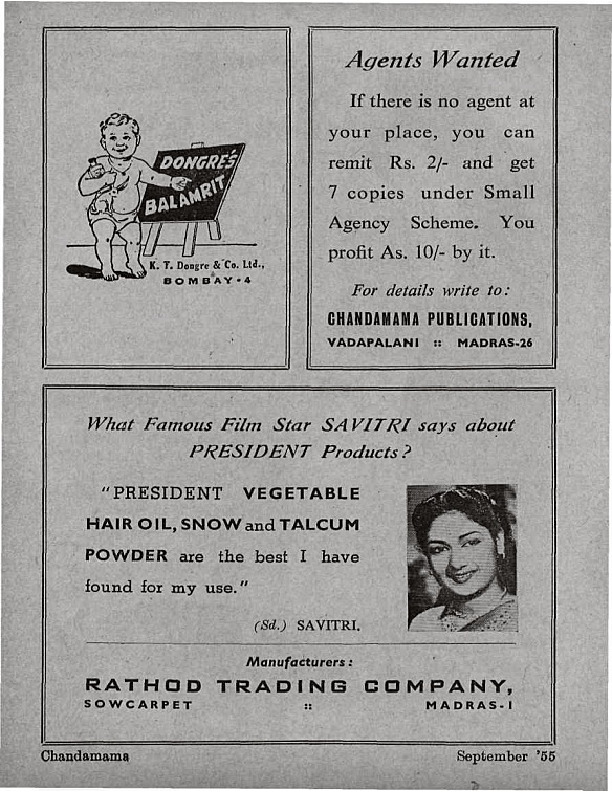 DONGRE'S
BALAMRIT
K. T. Dongre & Co. Ltd.,
BOMBAY • 4
Agents Wanted
If there is no agent at
your place, you can
remit Rs. 2/- and get
7 copies under Small
Agency Scheme. You
profit As. 10/- by it.
For details write to:
CHANDAMAMA PUBLICATIONS,
VADAPALANI :: MADRAS-26
What Famous Film Star SAVITRI says about
PRESIDENT Products?
"PRESIDENT VEGETABLE
HAIR OIL, SNOW and TALCUM
POWDER are the best I have
found for my use."
(Sd.) SAVITRI.
Manufacturers:
RATHOD TRADING COMPANY,
SOWCARPET :: MADRAS-1
Chandamama September '55